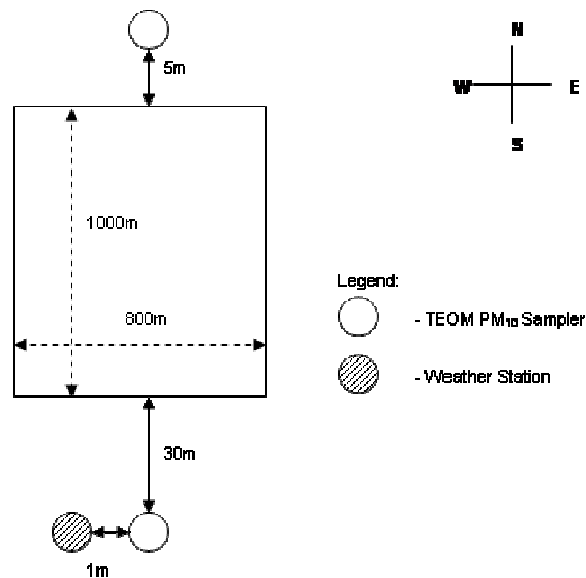 5m
N
W E
S
1000m
800m
Legend:
- TEOM PM₁₀ Sampler
- Weather Station
30m
1m